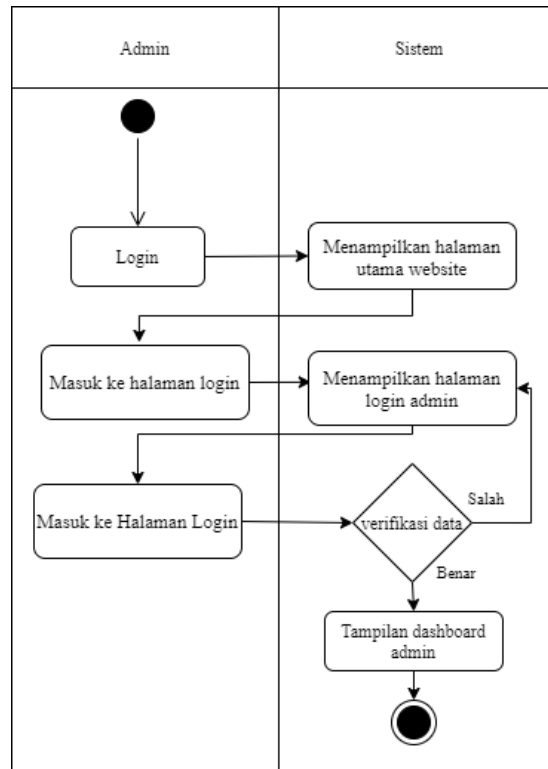 Admin
Sistem
Login
Menampilkan halaman
utama website
Masuk ke halaman login
Menampilkan halaman
login admin
Masuk ke Halaman Login
verifikasi data
Salah
Benar
Tampilan dashboard
admin